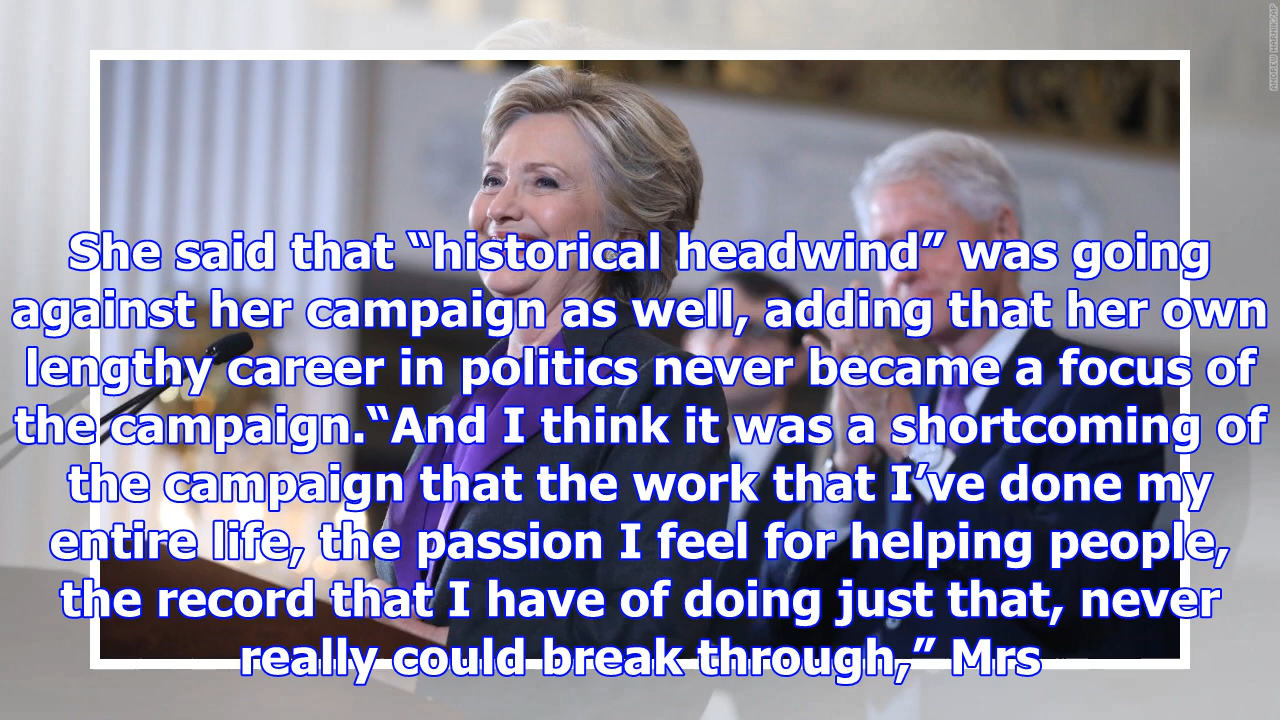 She said that “historical headwind” was going
against her campaign as well, adding that her own
lengthy career in politics never became a focus of
the campaign.“And I think it was a shortcoming of
the campaign that the work that I’ve done my
entire life, the passion I feel for helping people,
the record that I have of doing just that, never
really could break through,” Mrs
ANDREW HARNIK/AP